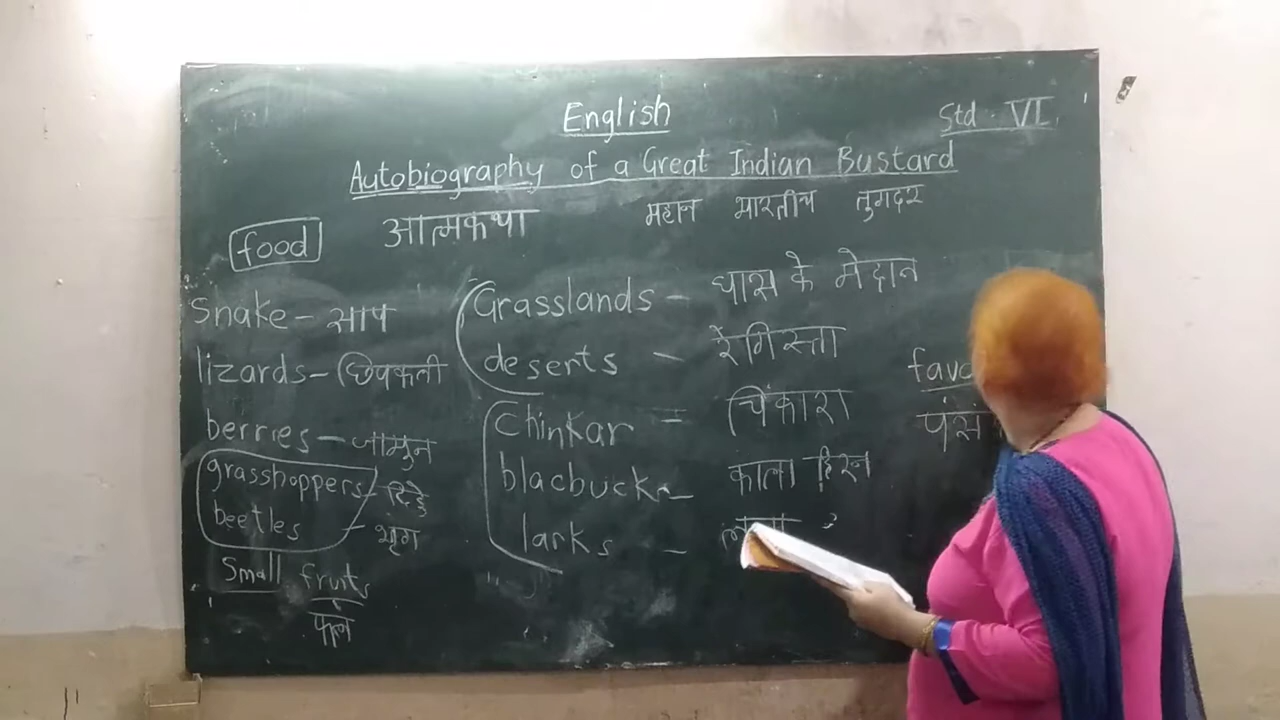 English
Std. VI
Autobiography of a Great Indian Bustard
आत्मकथा महान भारतीय तुगदर
food
Snake - साप
lizards - छिपकली
berries - जामुन
grasshoppers - टिड्डे
beetles - भृंग
Small fruits
फल
Grasslands - घास के मैदान
deserts - रेगिस्ता
Chinkar = चिंकारा
blacbuck - काला हिरन
larks -